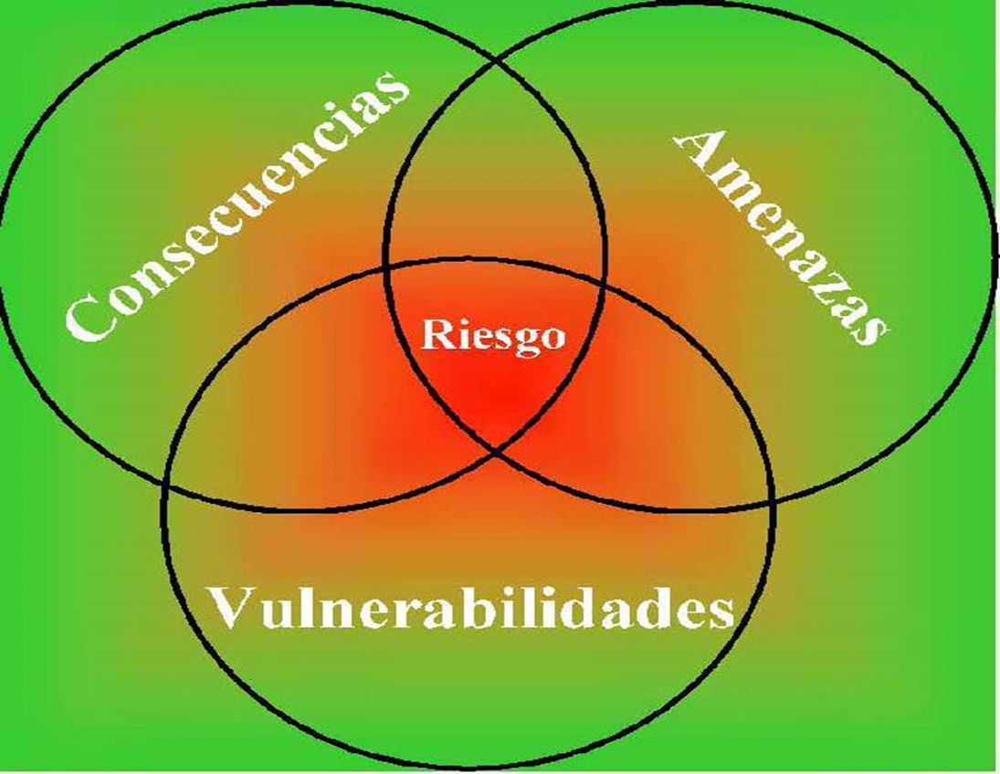 Consecuencias
Amenazas
Riesgo
Vulnerabilidades